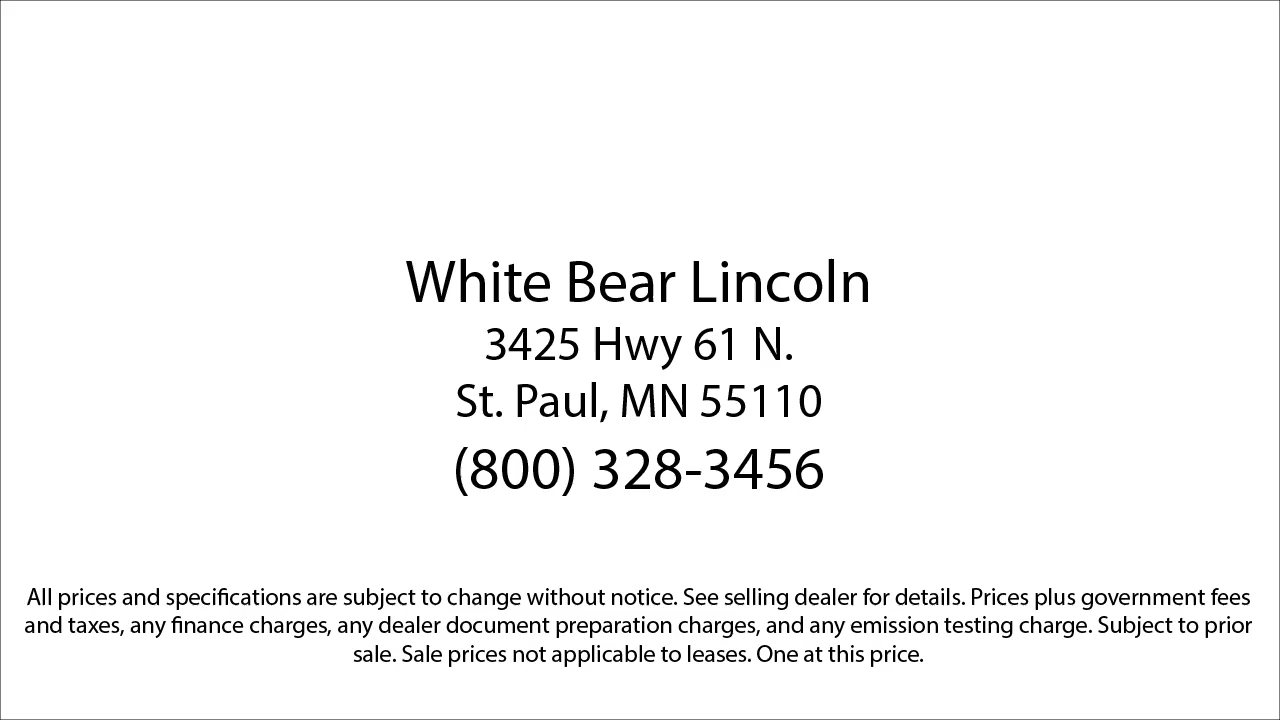 White Bear Lincoln
3425 Hwy 61 N.
St. Paul, MN 55110
(800) 328-3456
All prices and specifications are subject to change without notice. See selling dealer for details. Prices plus government fees
and taxes, any finance charges, any dealer document preparation charges, and any emission testing charge. Subject to prior
sale. Sale prices not applicable to leases. One at this price.